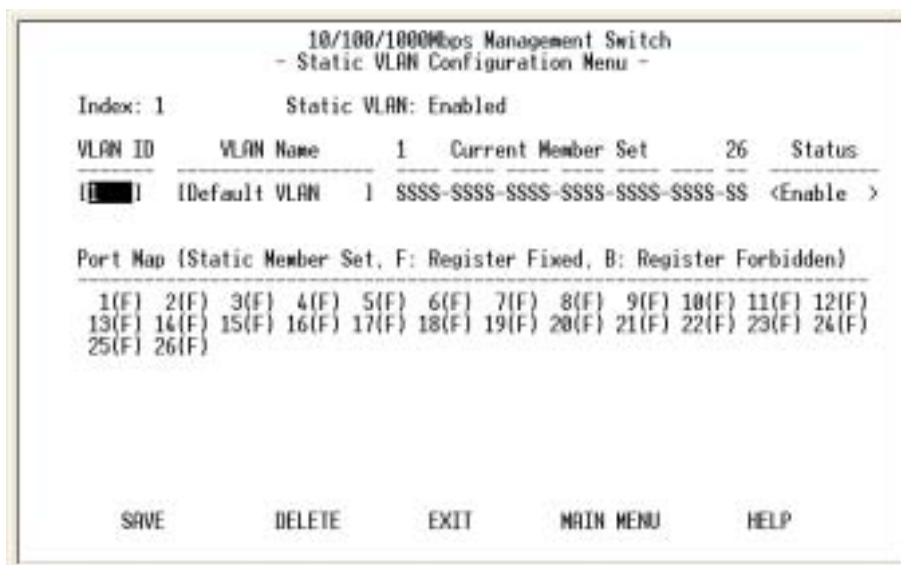 10/100/1000Mbps Management Switch
- Static VLAN Configuration Menu -
Index: 1 Static VLAN: Enabled
VLAN ID VLAN Name 1 Current Member Set 26 Status
[1 ] [Default VLAN ] SSSS-SSSS-SSSS-SSSS-SSSS-SSSS-SS <Enable >
Port Map (Static Member Set, F: Register Fixed, B: Register Forbidden)
1(F) 2(F) 3(F) 4(F) 5(F) 6(F) 7(F) 8(F) 9(F) 10(F) 11(F) 12(F)
13(F) 14(F) 15(F) 16(F) 17(F) 18(F) 19(F) 20(F) 21(F) 22(F) 23(F) 24(F)
25(F) 26(F)
SAVE DELETE EXIT MAIN MENU HELP